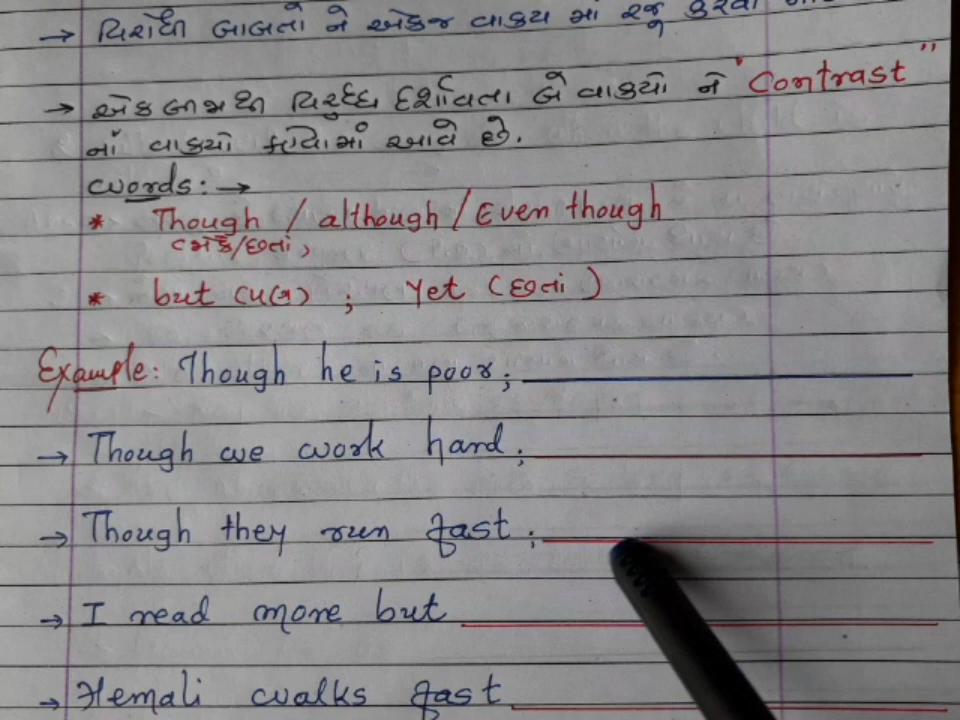 → વિરોધી બાબતો ને એકજ વાક્ય માં રજૂ કરવા
→ એક બીજા થી વિરુદ્ધ દર્શાવતા બે વાક્યો ને "Contrast"
નાં વાક્યો કહેવામાં આવે છે.
words: →
* Though / although / Even though
(જોકે/છતાં)
* but (પણ) ; Yet (છતાં)
Example: Though he is poor;
→ Though we work hard;
→ Though they run fast;
→ I read more but
→ Hemali walks fast